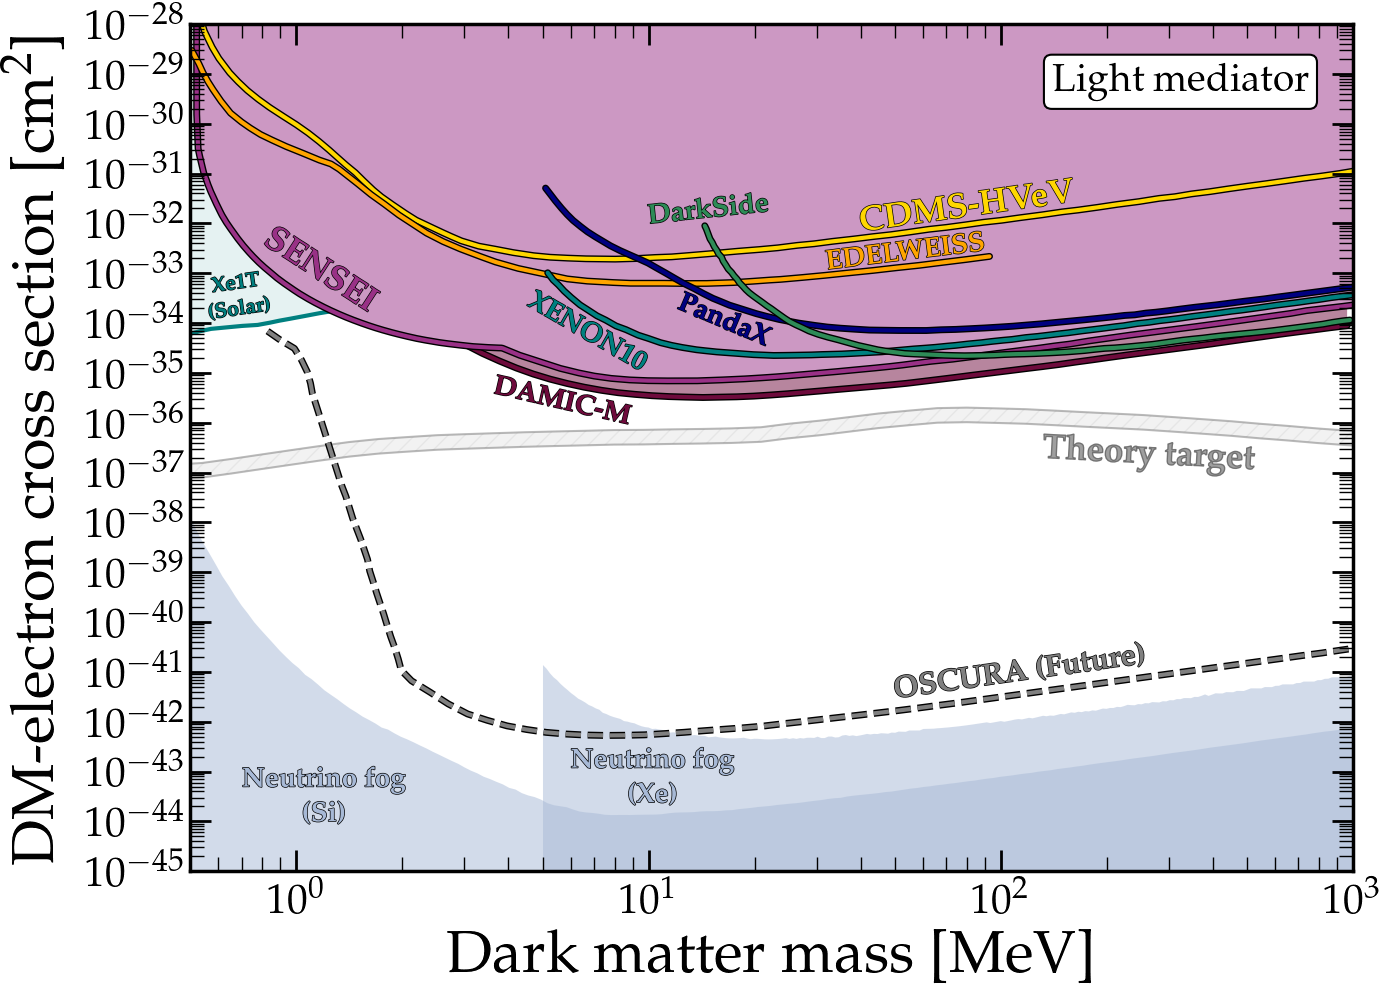 DM-electron cross section [cm²]
10⁻²⁸
10⁻²⁹
10⁻³⁰
10⁻³¹
10⁻³²
10⁻³³
10⁻³⁴
10⁻³⁵
10⁻³⁶
10⁻³⁷
10⁻³⁸
10⁻³⁹
10⁻⁴⁰
10⁻⁴¹
10⁻⁴²
10⁻⁴³
10⁻⁴⁴
10⁻⁴⁵
Light mediator
CDMS-HVeV
DarkSide
EDELWEISS
SENSEI
Xe1T
(Solar)
XENON10
PandaX
DAMIC-M
Theory target
OSCURA (Future)
Neutrino fog
(Xe)
Neutrino fog
(Si)
10⁰
10¹
10²
10³
Dark matter mass [MeV]